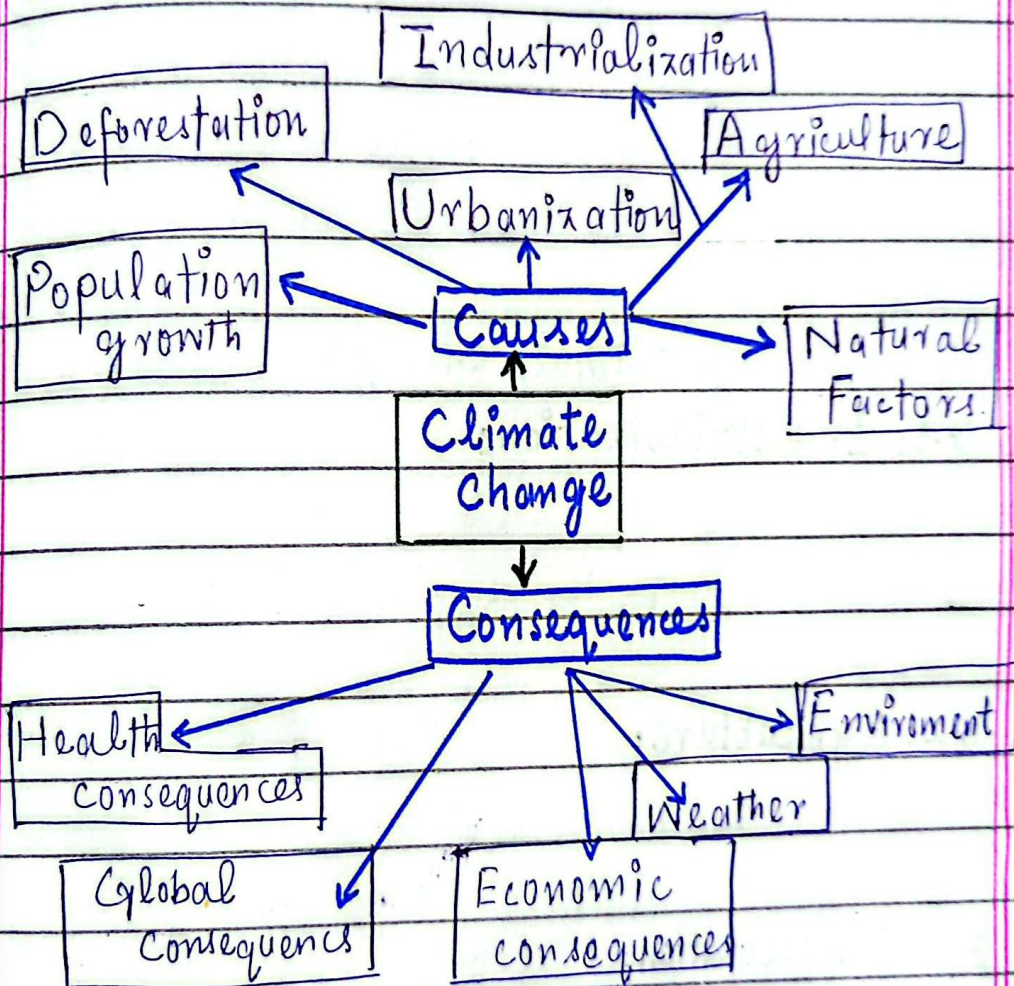 Industrialization
Deforestation
Agriculture
Urbanization
Population
growth
Causes
Natural
Factors.
Climate
change
Consequences
Health
consequences
Enviroment
Weather
Global
Consequencs
Economic
consequences